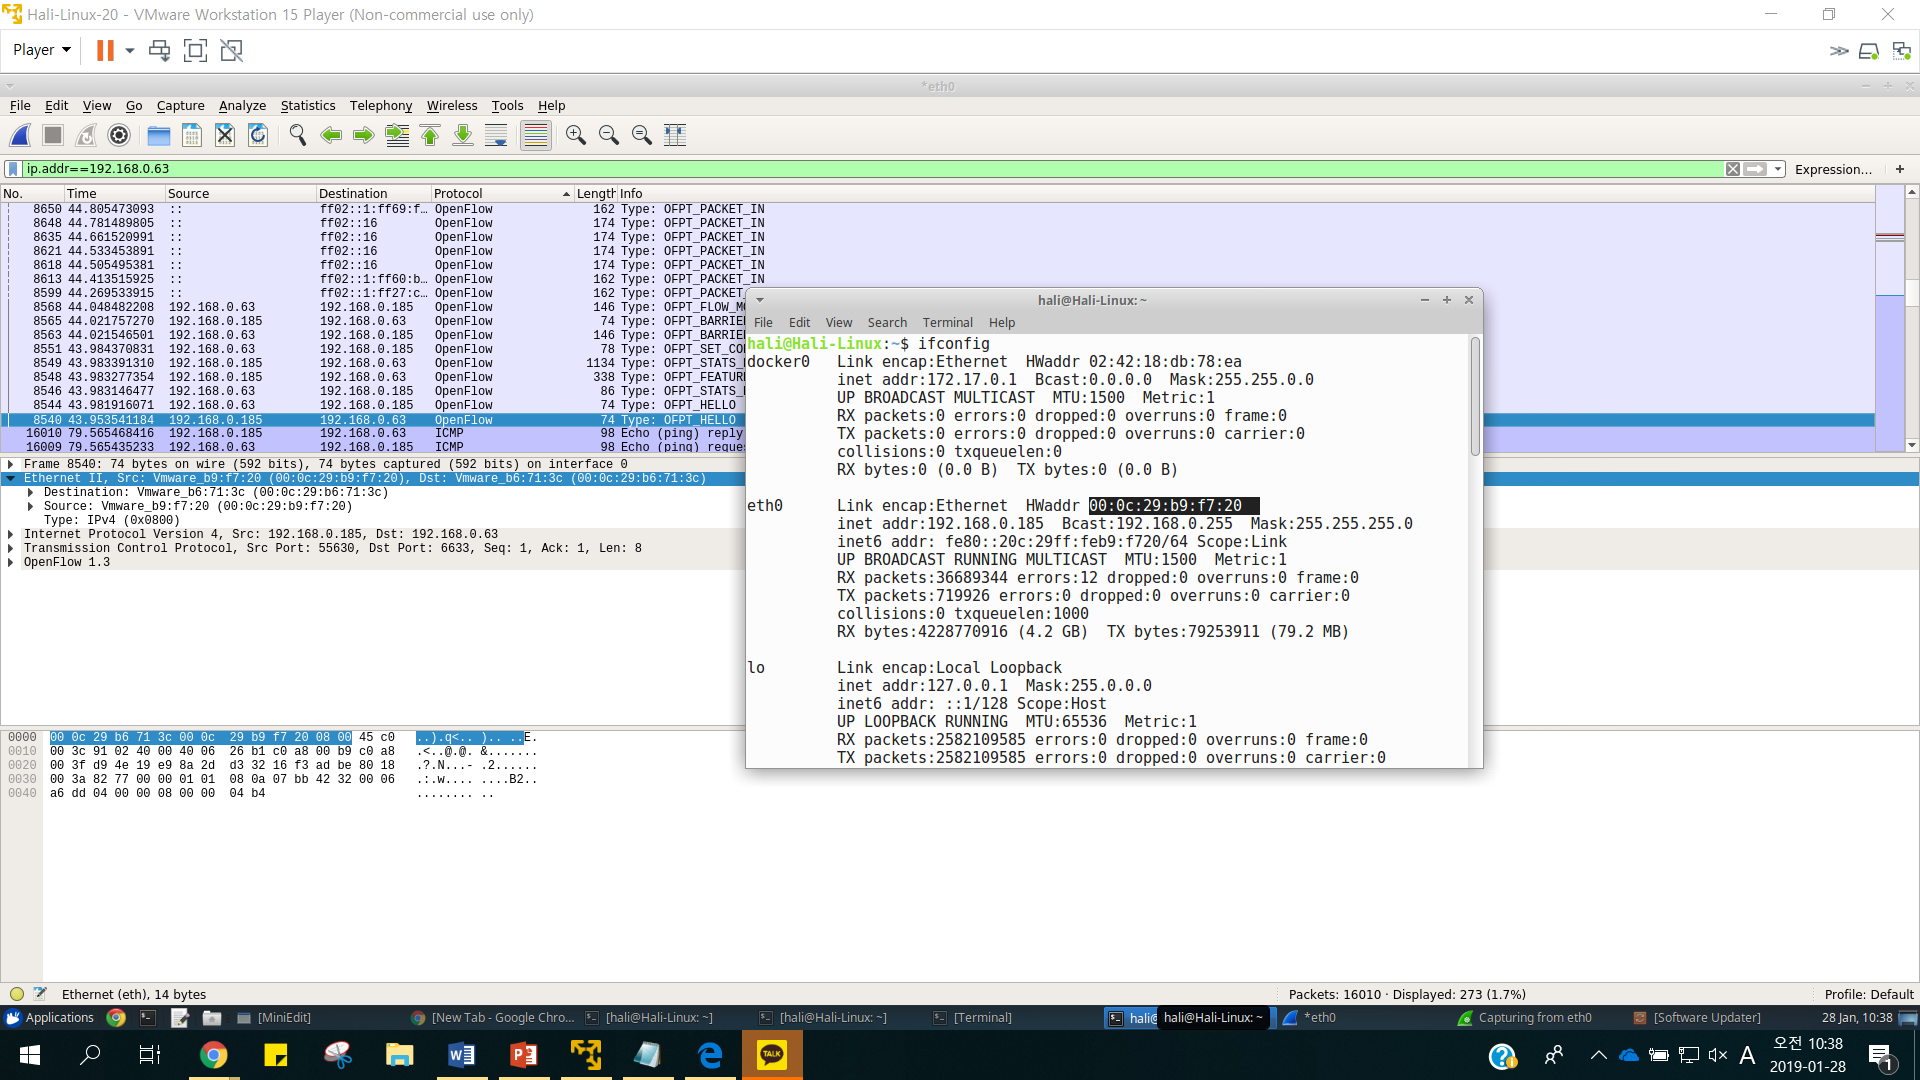 Hali-Linux-20 - VMware Workstation 15 Player (Non-commercial use only)
Player
*eth0
File Edit View Go Capture Analyze Statistics Telephony Wireless Tools Help
ip.addr==192.168.0.63
Expression... +
No. Time Source Destination Protocol Length Info
8650 44.805473093 :: ff02::1:ff69:f… OpenFlow 162 Type: OFPT_PACKET_IN
8648 44.781489805 :: ff02::16 OpenFlow 174 Type: OFPT_PACKET_IN
8635 44.661520991 :: ff02::16 OpenFlow 174 Type: OFPT_PACKET_IN
8621 44.533453891 :: ff02::16 OpenFlow 174 Type: OFPT_PACKET_IN
8618 44.505495381 :: ff02::16 OpenFlow 174 Type: OFPT_PACKET_IN
8613 44.413515925 :: ff02::1:ff60:b… OpenFlow 162 Type: OFPT_PACKET_IN
8599 44.269533915 :: ff02::1:ff27:c… OpenFlow 162 Type: OFPT_PACKET_
8568 44.048482208 192.168.0.63 192.168.0.185 OpenFlow 146 Type: OFPT_FLOW_M
8565 44.021757270 192.168.0.185 192.168.0.63 OpenFlow 74 Type: OFPT_BARRIE
8563 44.021546501 192.168.0.63 192.168.0.185 OpenFlow 146 Type: OFPT_BARRIE
8551 43.984370831 192.168.0.63 192.168.0.185 OpenFlow 78 Type: OFPT_SET_CO
8549 43.983391310 192.168.0.185 192.168.0.63 OpenFlow 1134 Type: OFPT_STATS_
8548 43.983277354 192.168.0.185 192.168.0.63 OpenFlow 338 Type: OFPT_FEATUR
8546 43.983146477 192.168.0.63 192.168.0.185 OpenFlow 86 Type: OFPT_STATS_
8544 43.981916071 192.168.0.63 192.168.0.185 OpenFlow 74 Type: OFPT_HELLO
8540 43.953541184 192.168.0.185 192.168.0.63 OpenFlow 74 Type: OFPT_HELLO
16010 79.565468416 192.168.0.185 192.168.0.63 ICMP 98 Echo (ping) reply
16009 79.565435233 192.168.0.63 192.168.0.185 ICMP 98 Echo (ping) reque
Frame 8540: 74 bytes on wire (592 bits), 74 bytes captured (592 bits) on interface 0
Ethernet II, Src: Vmware_b9:f7:20 (00:0c:29:b9:f7:20), Dst: Vmware_b6:71:3c (00:0c:29:b6:71:3c)
Destination: Vmware_b6:71:3c (00:0c:29:b6:71:3c)
Source: Vmware_b9:f7:20 (00:0c:29:b9:f7:20)
Type: IPv4 (0x0800)
Internet Protocol Version 4, Src: 192.168.0.185, Dst: 192.168.0.63
Transmission Control Protocol, Src Port: 55630, Dst Port: 6633, Seq: 1, Ack: 1, Len: 8
OpenFlow 1.3
0000 00 0c 29 b6 71 3c 00 0c 29 b9 f7 20 08 00 45 c0 ..).q<.. ).. ..E.
0010 00 3c 91 02 40 00 40 06 26 b1 c0 a8 00 b9 c0 a8 .<..@.@. &.......
0020 00 3f d9 4e 19 e9 8a 2d d3 32 16 f3 ad be 80 18 .?.N...- .2......
0030 00 3a 82 77 00 00 01 01 08 0a 07 bb 42 32 00 06 .:.w.... ....B2..
0040 a6 dd 04 00 00 08 00 00 04 b4 ........ ..
hali@Hali-Linux: ~
File Edit View Search Terminal Help
hali@Hali-Linux:~$ ifconfig
docker0 Link encap:Ethernet HWaddr 02:42:18:db:78:ea
inet addr:172.17.0.1 Bcast:0.0.0.0 Mask:255.255.0.0
UP BROADCAST MULTICAST MTU:1500 Metric:1
RX packets:0 errors:0 dropped:0 overruns:0 frame:0
TX packets:0 errors:0 dropped:0 overruns:0 carrier:0
collisions:0 txqueuelen:0
RX bytes:0 (0.0 B) TX bytes:0 (0.0 B)
eth0 Link encap:Ethernet HWaddr 00:0c:29:b9:f7:20
inet addr:192.168.0.185 Bcast:192.168.0.255 Mask:255.255.255.0
inet6 addr: fe80::20c:29ff:feb9:f720/64 Scope:Link
UP BROADCAST RUNNING MULTICAST MTU:1500 Metric:1
RX packets:36689344 errors:12 dropped:0 overruns:0 frame:0
TX packets:719926 errors:0 dropped:0 overruns:0 carrier:0
collisions:0 txqueuelen:1000
RX bytes:4228770916 (4.2 GB) TX bytes:79253911 (79.2 MB)
lo Link encap:Local Loopback
inet addr:127.0.0.1 Mask:255.0.0.0
inet6 addr: ::1/128 Scope:Host
UP LOOPBACK RUNNING MTU:65536 Metric:1
RX packets:2582109585 errors:0 dropped:0 overruns:0 frame:0
TX packets:2582109585 errors:0 dropped:0 overruns:0 carrier:0
Ethernet (eth), 14 bytes
Packets: 16010 · Displayed: 273 (1.7%)
Profile: Default
Applications [MiniEdit] [New Tab - Google Chro... [hali@Hali-Linux: ~] [hali@Hali-Linux: ~] [Terminal] hali@ hali@Hali-Linux: ~ *eth0 Capturing from eth0 [Software Updater] 28 Jan, 10:38
TALK
A
오전 10:38
2019-01-28
1